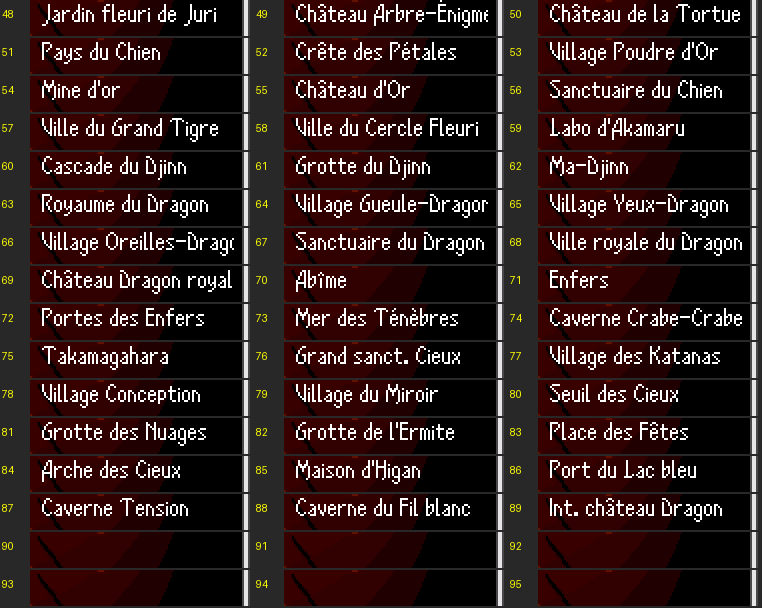 48 Jardin fleuri de Juri 49 Château Arbre-Énigme 50 Château de la Tortue
51 Pays du Chien 52 Crête des Pétales 53 Village Poudre d'Or
54 Mine d'or 55 Château d'Or 56 Sanctuaire du Chien
57 Ville du Grand Tigre 58 Ville du Cercle Fleuri 59 Labo d'Akamaru
60 Cascade du Djinn 61 Grotte du Djinn 62 Ma-Djinn
63 Royaume du Dragon 64 Village Gueule-Dragon 65 Village Yeux-Dragon
66 Village Oreilles-Drago 67 Sanctuaire du Dragon 68 Ville royale du Dragon
69 Château Dragon royal 70 Abîme 71 Enfers
72 Portes des Enfers 73 Mer des Ténèbres 74 Caverne Crabe-Crabe
75 Takamagahara 76 Grand sanct. Cieux 77 Village des Katanas
78 Village Conception 79 Village du Miroir 80 Seuil des Cieux
81 Grotte des Nuages 82 Grotte de l'Ermite 83 Place des Fêtes
84 Arche des Cieux 85 Maison d'Higan 86 Port du Lac bleu
87 Caverne Tension 88 Caverne du Fil blanc 89 Int. château Dragon
90 91 92
93 94 95